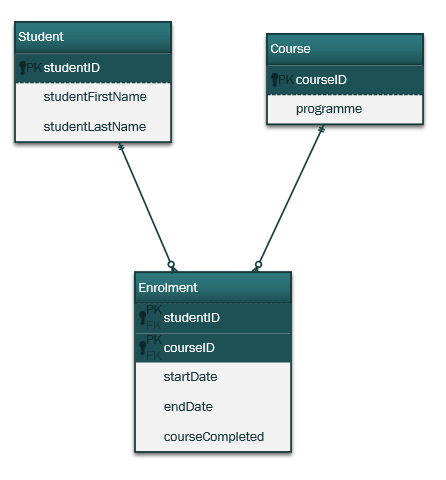 Student
PK studentID
studentFirstName
studentLastName
Course
PK courseID
programme
Enrolment
PK
FK studentID
PK
FK courseID
startDate
endDate
courseCompleted